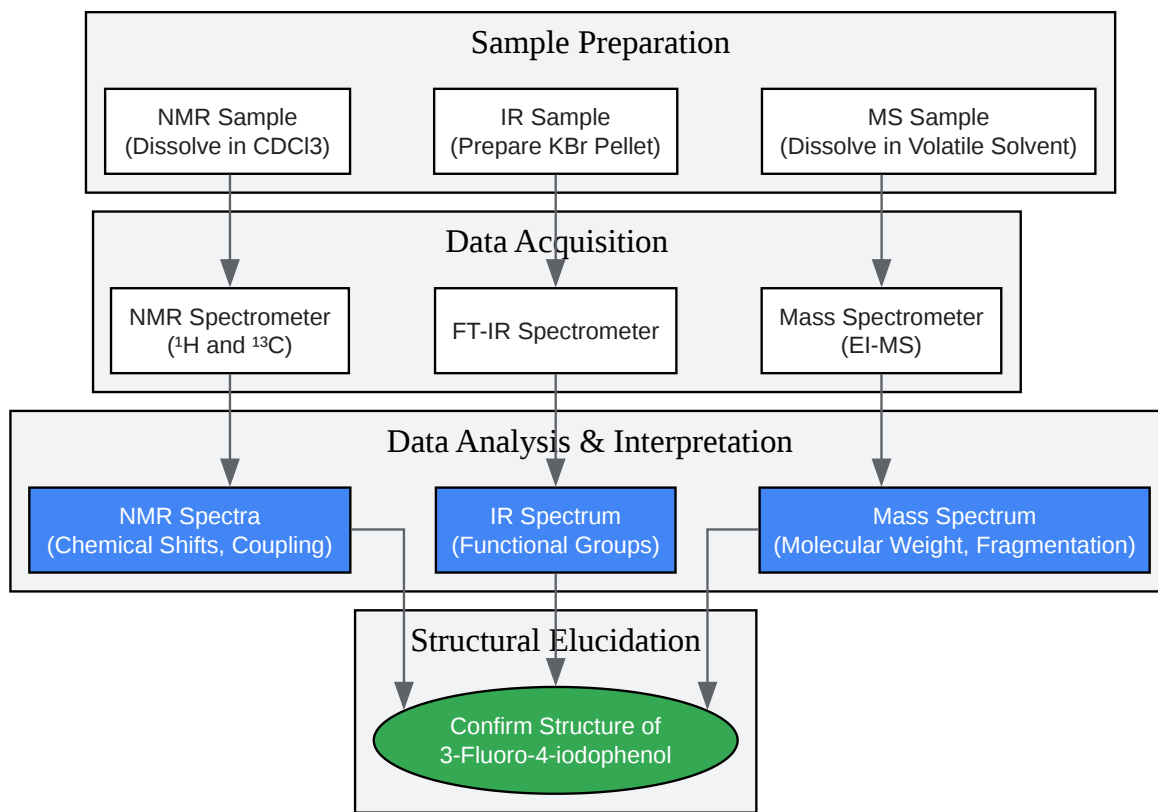 Sample Preparation
NMR Sample
(Dissolve in CDCl3)
IR Sample
(Prepare KBr Pellet)
MS Sample
(Dissolve in Volatile Solvent)
Data Acquisition
NMR Spectrometer
(¹H and ¹³C)
FT-IR Spectrometer
Mass Spectrometer
(EI-MS)
Data Analysis & Interpretation
NMR Spectra
(Chemical Shifts, Coupling)
IR Spectrum
(Functional Groups)
Mass Spectrum
(Molecular Weight, Fragmentation)
Structural Elucidation
Confirm Structure of
3-Fluoro-4-iodophenol